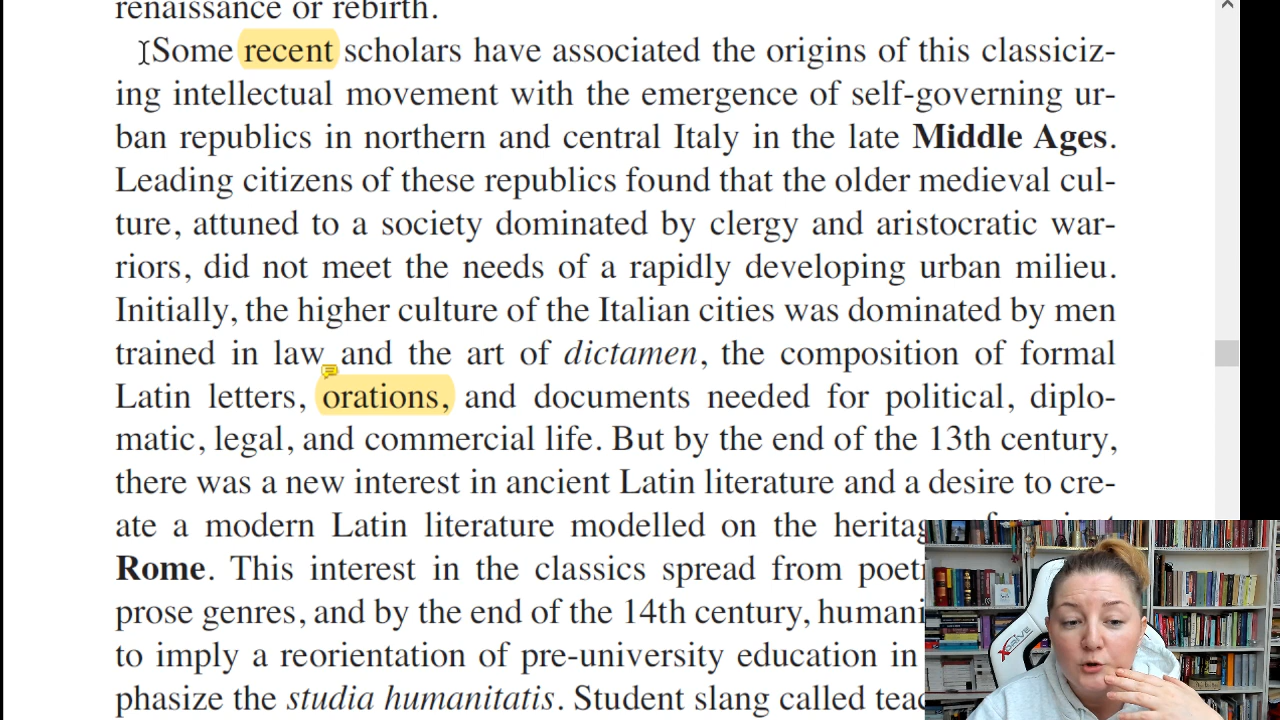 renaissance or rebirth.
Some recent scholars have associated the origins of this classiciz-
ing intellectual movement with the emergence of self-governing ur-
ban republics in northern and central Italy in the late Middle Ages.
Leading citizens of these republics found that the older medieval cul-
ture, attuned to a society dominated by clergy and aristocratic war-
riors, did not meet the needs of a rapidly developing urban milieu.
Initially, the higher culture of the Italian cities was dominated by men
trained in law and the art of dictamen, the composition of formal
Latin letters, orations, and documents needed for political, diplo-
matic, legal, and commercial life. But by the end of the 13th century,
there was a new interest in ancient Latin literature and a desire to cre-
ate a modern Latin literature modelled on the
Rome. This interest in the classics spread from
prose genres, and by the end of the 14th century,
to imply a reorientation of pre-university education in
phasize the studia humanitatis. Student slang called